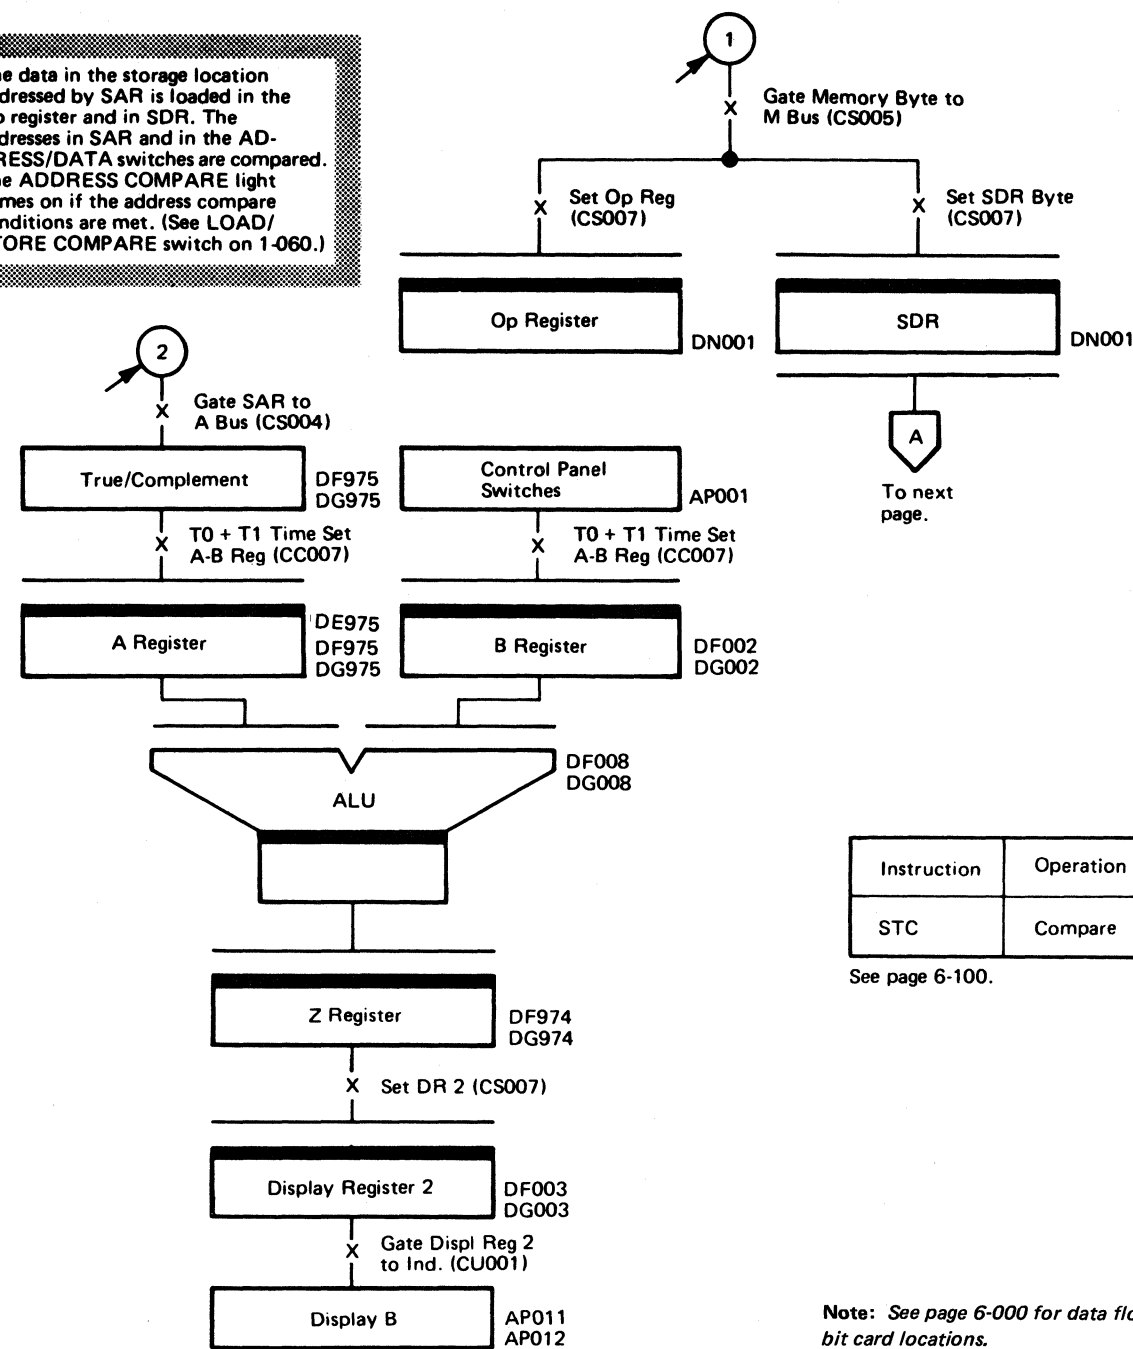 ne data in the storage location
dressed by SAR is loaded in the
p register and in SDR. The
dresses in SAR and in the AD-
RESS/DATA switches are compared.
ne ADDRESS COMPARE light
mes on if the address compare
nditions are met. (See LOAD/
TORE COMPARE switch on 1-060.)
1
Gate Memory Byte to
M Bus (CS005)
Set Op Reg
(CS007)
Set SDR Byte
(CS007)
Op Register
DN001
SDR
DN001
A
To next
page.
2
Gate SAR to
A Bus (CS004)
True/Complement
DF975
DG975
Control Panel
Switches
AP001
T0 + T1 Time Set
A-B Reg (CC007)
T0 + T1 Time Set
A-B Reg (CC007)
A Register
DE975
DF975
DG975
B Register
DF002
DG002
ALU
DF008
DG008
Instruction Operation
STC Compare
See page 6-100.
Z Register
DF974
DG974
Set DR 2 (CS007)
Display Register 2
DF003
DG003
Gate Displ Reg 2
to Ind. (CU001)
Display B
AP011
AP012
Note: See page 6-000 for data flo
bit card locations.